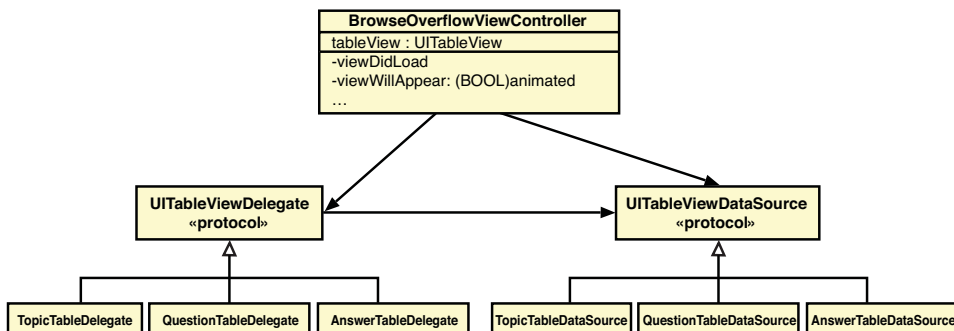 BrowseOverflowViewController
tableView : UITableView
-viewDidLoad
-viewWillAppear: (BOOL)animated
...
UITableViewDelegate
«protocol»
UITableViewDataSource
«protocol»
TopicTableDelegate
QuestionTableDelegate
AnswerTableDelegate
TopicTableDataSource
QuestionTableDataSource
AnswerTableDataSource